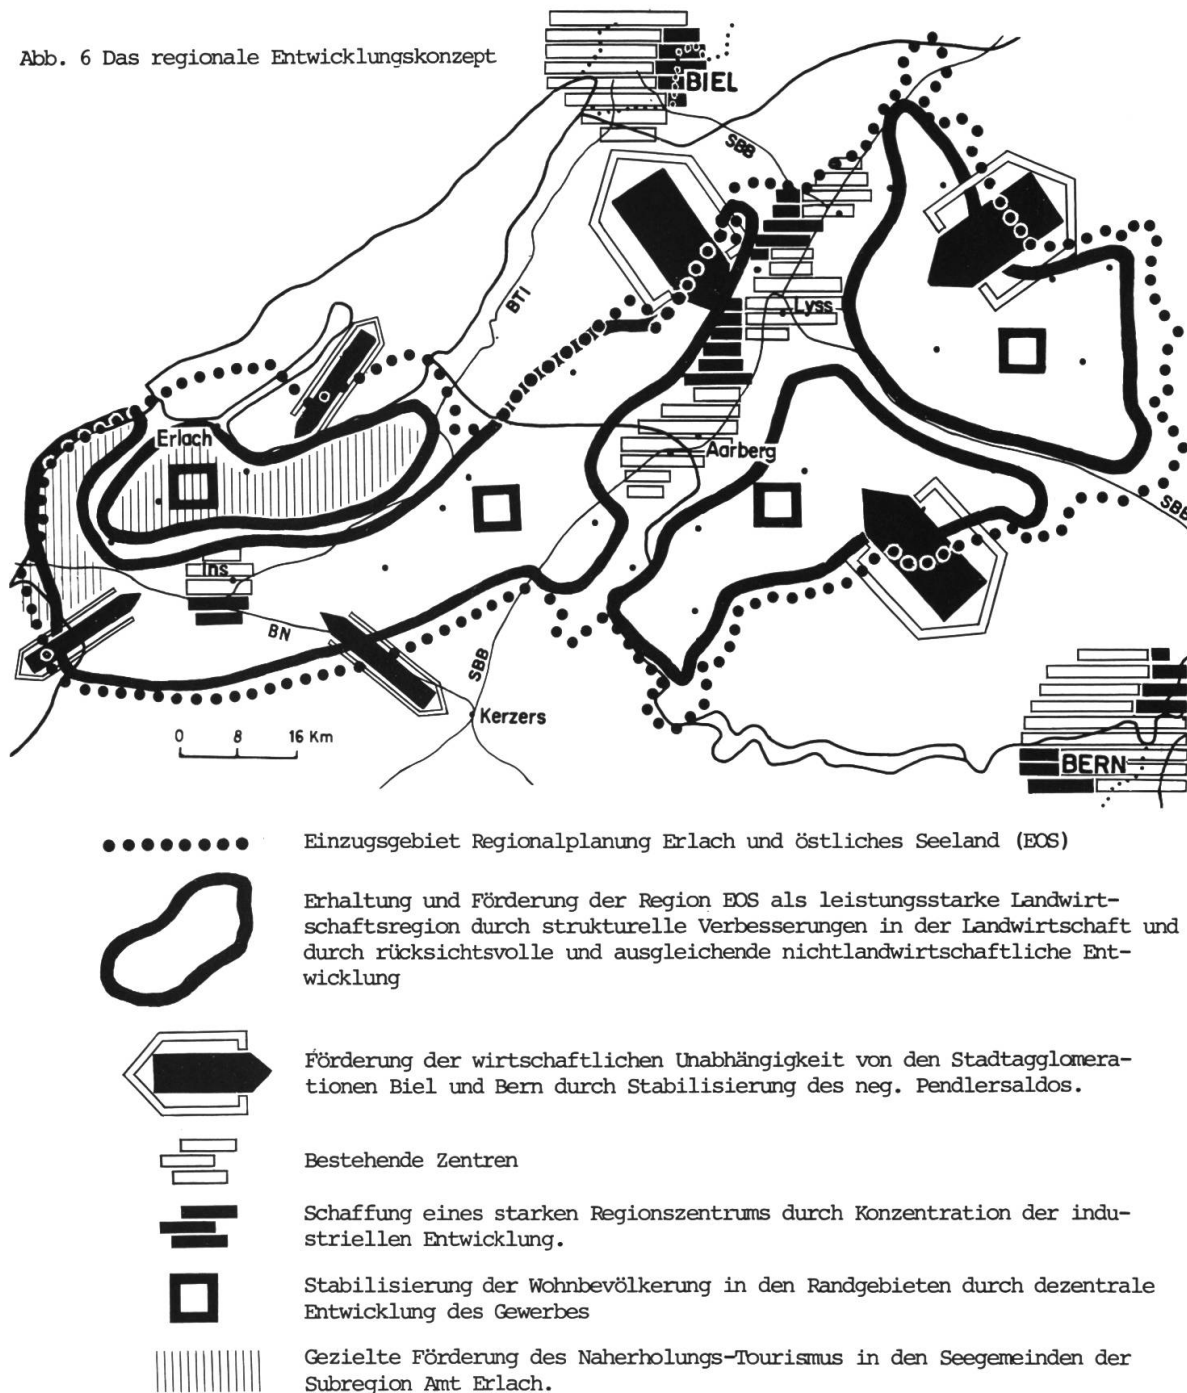 Abb. 6 Das regionale Entwicklungskonzept
BIEL
SBB
BTI
Lyss
Erlach
Aarberg
SBB
Ins
BN
SBB
Kerzers
0 8 16 Km
BERN
Einzugsgebiet Regionalplanung Erlach und östliches Seeland (EOS)
Erhaltung und Förderung der Region EOS als leistungsstarke Landwirt-
schaftsregion durch strukturelle Verbesserungen in der Landwirtschaft und
durch rücksichtsvolle und ausgleichende nichtlandwirtschaftliche Ent-
wicklung
Förderung der wirtschaftlichen Unabhängigkeit von den Stadtagglomera-
tionen Biel und Bern durch Stabilisierung des neg. Pendlersaldos.
Bestehende Zentren
Schaffung eines starken Regionszentrums durch Konzentration der indu-
striellen Entwicklung.
Stabilisierung der Wohnbevölkerung in den Randgebieten durch dezentrale
Entwicklung des Gewerbes
Gezielte Förderung des Naherholungs-Tourismus in den Seegemeinden der
Subregion Amt Erlach.